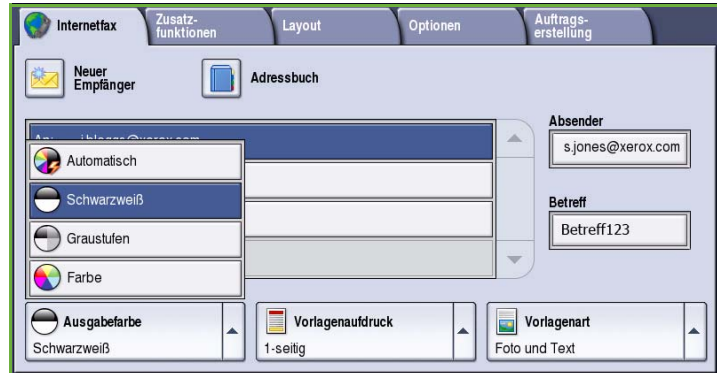 Internetfax
Zusatz-
funktionen
Layout
Optionen
Auftrags-
erstellung
Neuer
Empfänger
Adressbuch
Absender
s.jones@xerox.com
Automatisch
Schwarzweiß
Graustufen
Farbe
Betreff
Betreff123
Ausgabefarbe
Schwarzweiß
Vorlagenaufdruck
1-seitig
Vorlagenart
Foto und Text